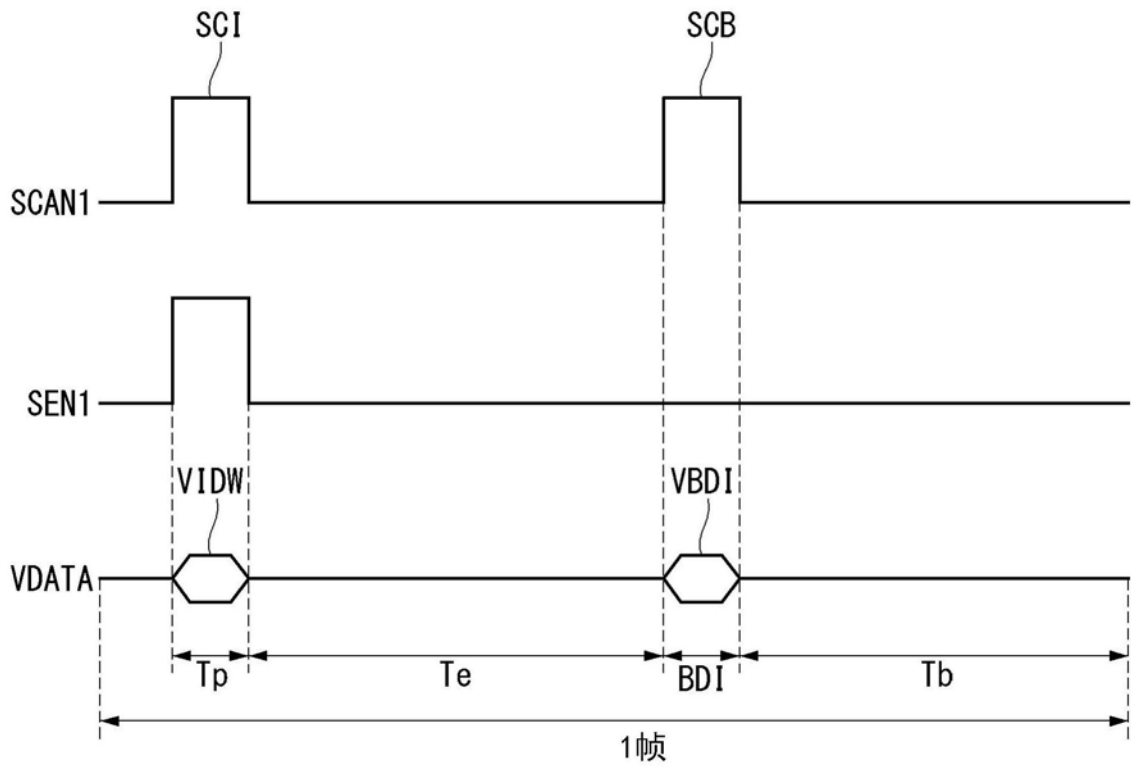 SCI
SCB
SCAN1
SEN1
VIDW
VBDI
VDATA
Tp
Te
BDI
Tb
1帧